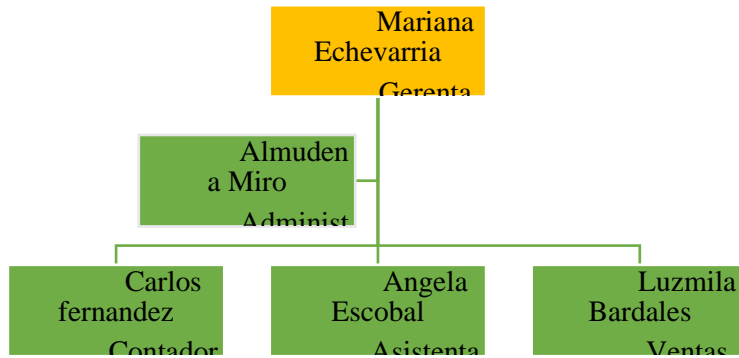 Mariana
Echevarria
Gerenta
Almuden
a Miro
Administ
Carlos
fernandez
Contador
Angela
Escobal
Asistenta
Luzmila
Bardales
Ventas